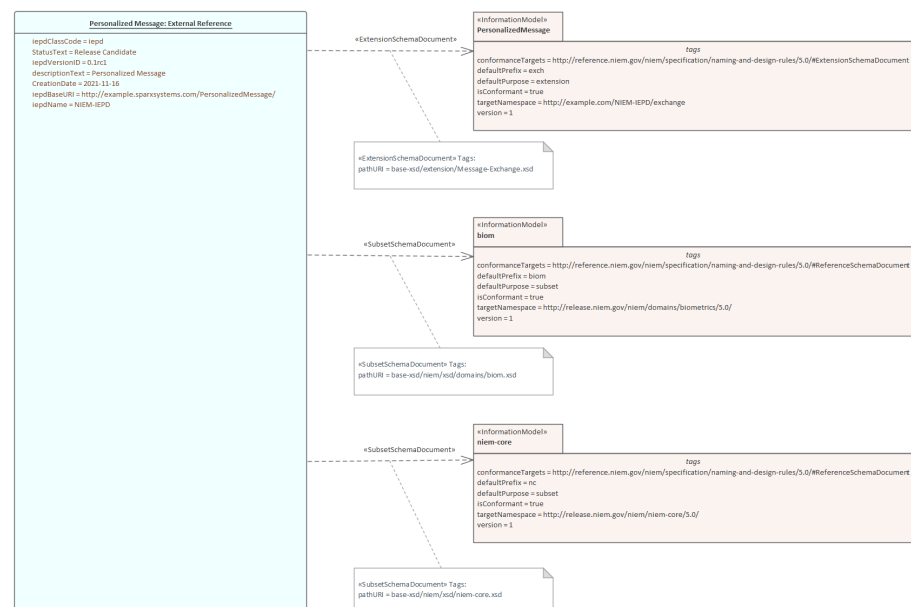 Personalized Message: External Reference
iepdClassCode = iepd
StatusText = Release Candidate
iepdVersionID = 0.1rc1
descriptionText = Personalized Message
CreationDate = 2021-11-16
iepdBaseURI = http://example.sparxsystems.com/PersonalizedMessage/
iepdName = NIEM-IEPD
«ExtensionSchemaDocument»
«InformationModel»
PersonalizedMessage
tags
conformanceTargets = http://reference.niem.gov/niem/specification/naming-and-design-rules/5.0/#ExtensionSchemaDocument
defaultPrefix = exch
defaultPurpose = extension
isConformant = true
targetNamespace = http://example.com/NIEM-IEPD/exchange
version = 1
«ExtensionSchemaDocument» Tags:
pathURI = base-xsd/extension/Message-Exchange.xsd
«SubsetSchemaDocument»
«InformationModel»
biom
tags
conformanceTargets = http://reference.niem.gov/niem/specification/naming-and-design-rules/5.0/#ReferenceSchemaDocument
defaultPrefix = biom
defaultPurpose = subset
isConformant = true
targetNamespace = http://release.niem.gov/niem/domains/biometrics/5.0/
version = 1
«SubsetSchemaDocument» Tags:
pathURI = base-xsd/niem/xsd/domains/biom.xsd
«SubsetSchemaDocument»
«InformationModel»
niem-core
tags
conformanceTargets = http://reference.niem.gov/niem/specification/naming-and-design-rules/5.0/#ReferenceSchemaDocument
defaultPrefix = nc
defaultPurpose = subset
isConformant = true
targetNamespace = http://release.niem.gov/niem/niem-core/5.0/
version = 1
«SubsetSchemaDocument» Tags:
pathURI = base-xsd/niem/xsd/niem-core.xsd